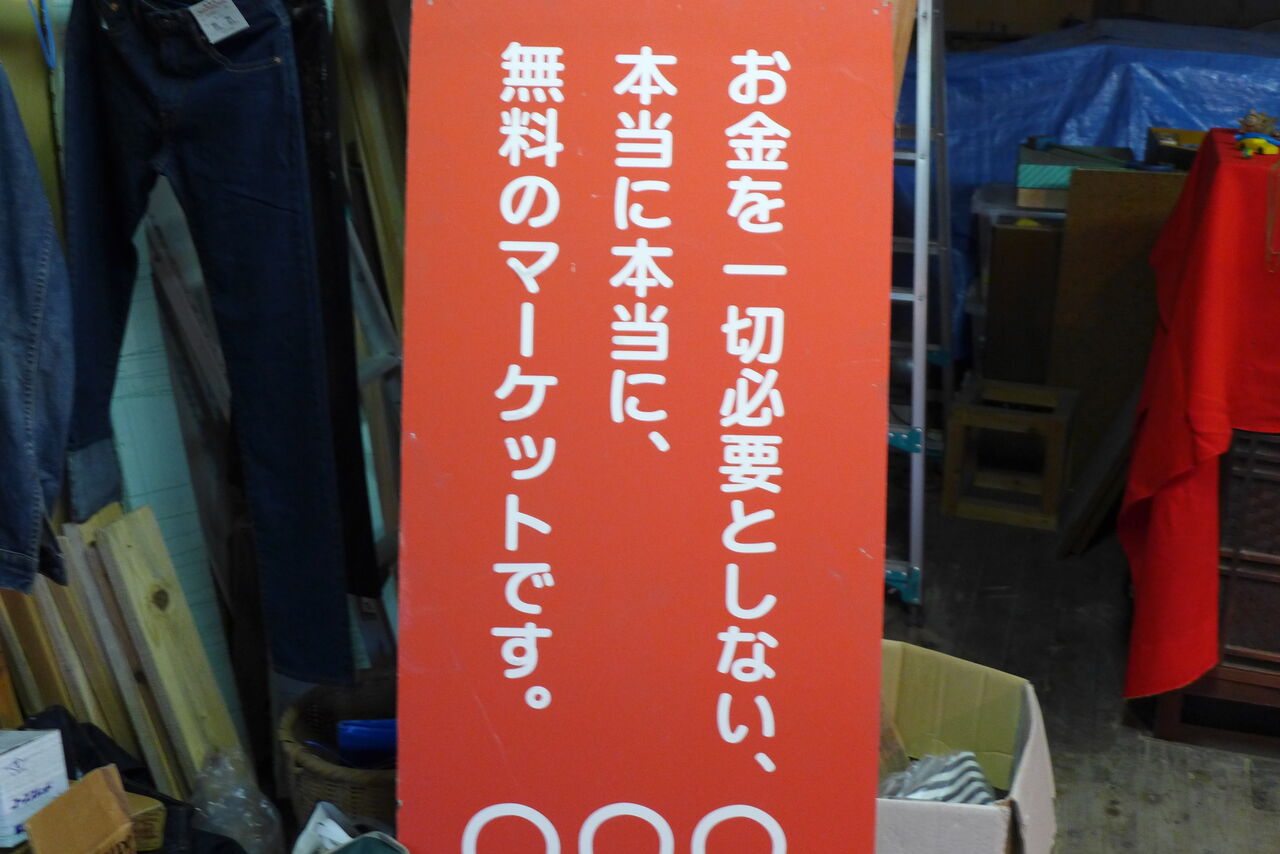 お金を一切必要としない、
本当に本当に、
無料のマーケットです。